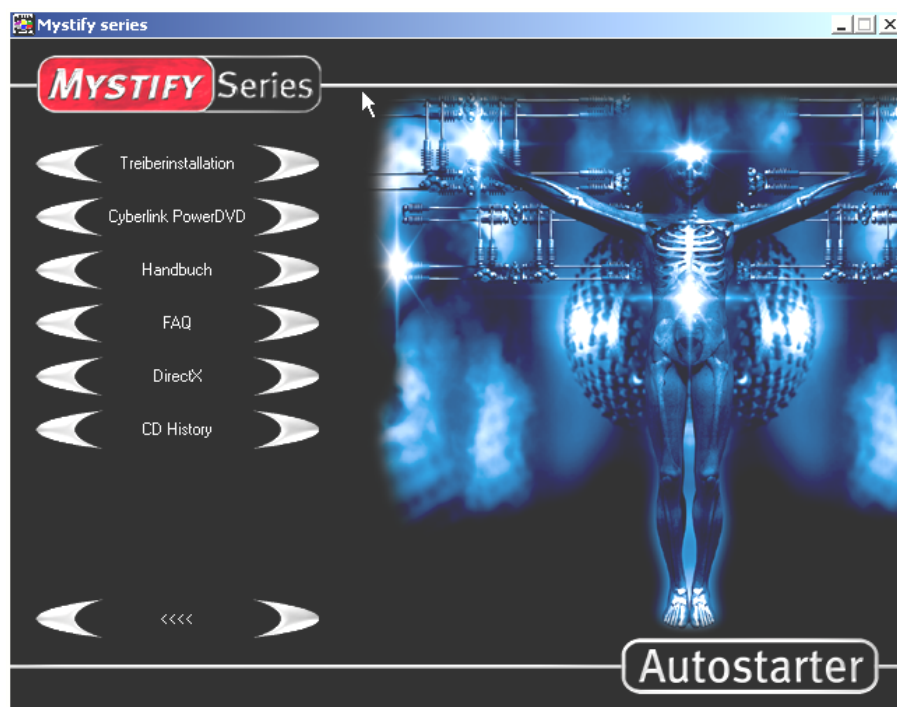 Mystify series
MYSTIFY Series
Treiberinstallation
Cyberlink PowerDVD
Handbuch
FAQ
DirectX
CD History
<<<<
Autostarter